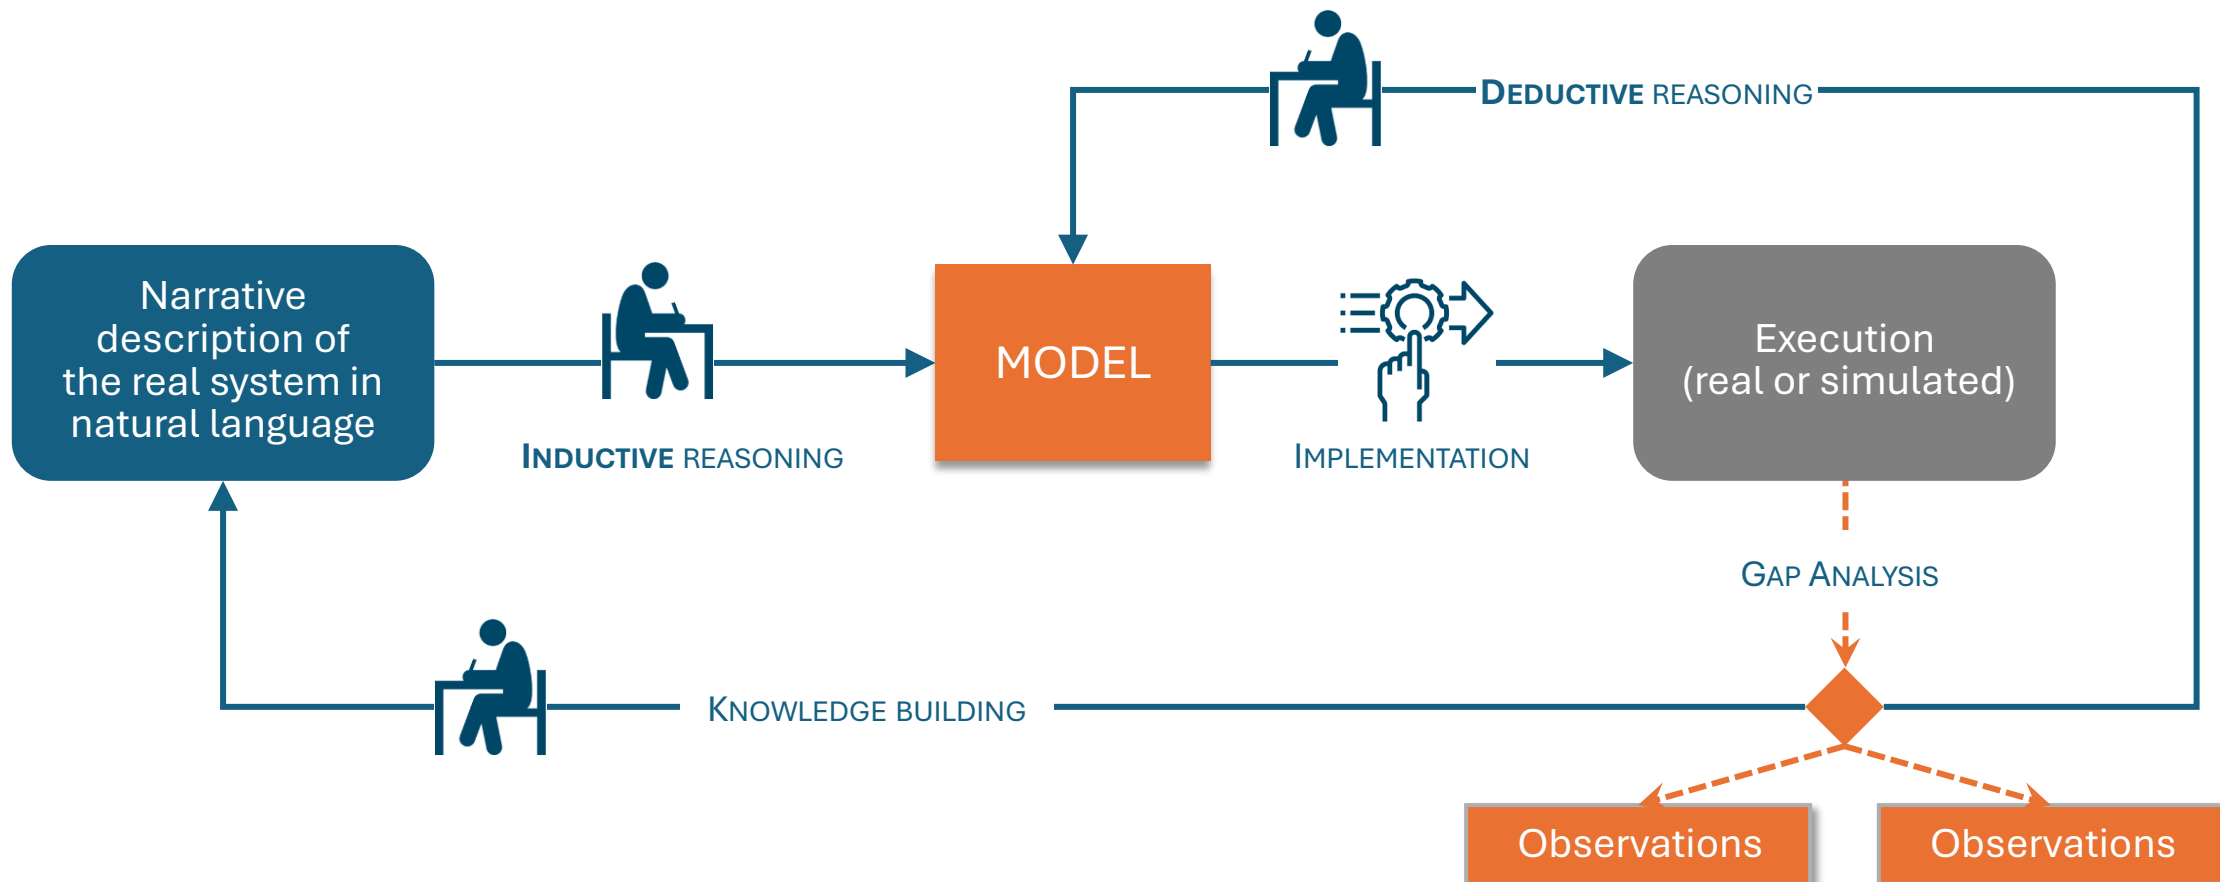 DEDUCTIVE REASONING
Narrative
description of
the real system in
natural language
INDUCTIVE REASONING
MODEL
IMPLEMENTATION
Execution
(real or simulated)
GAP ANALYSIS
KNOWLEDGE BUILDING
Observations
Observations